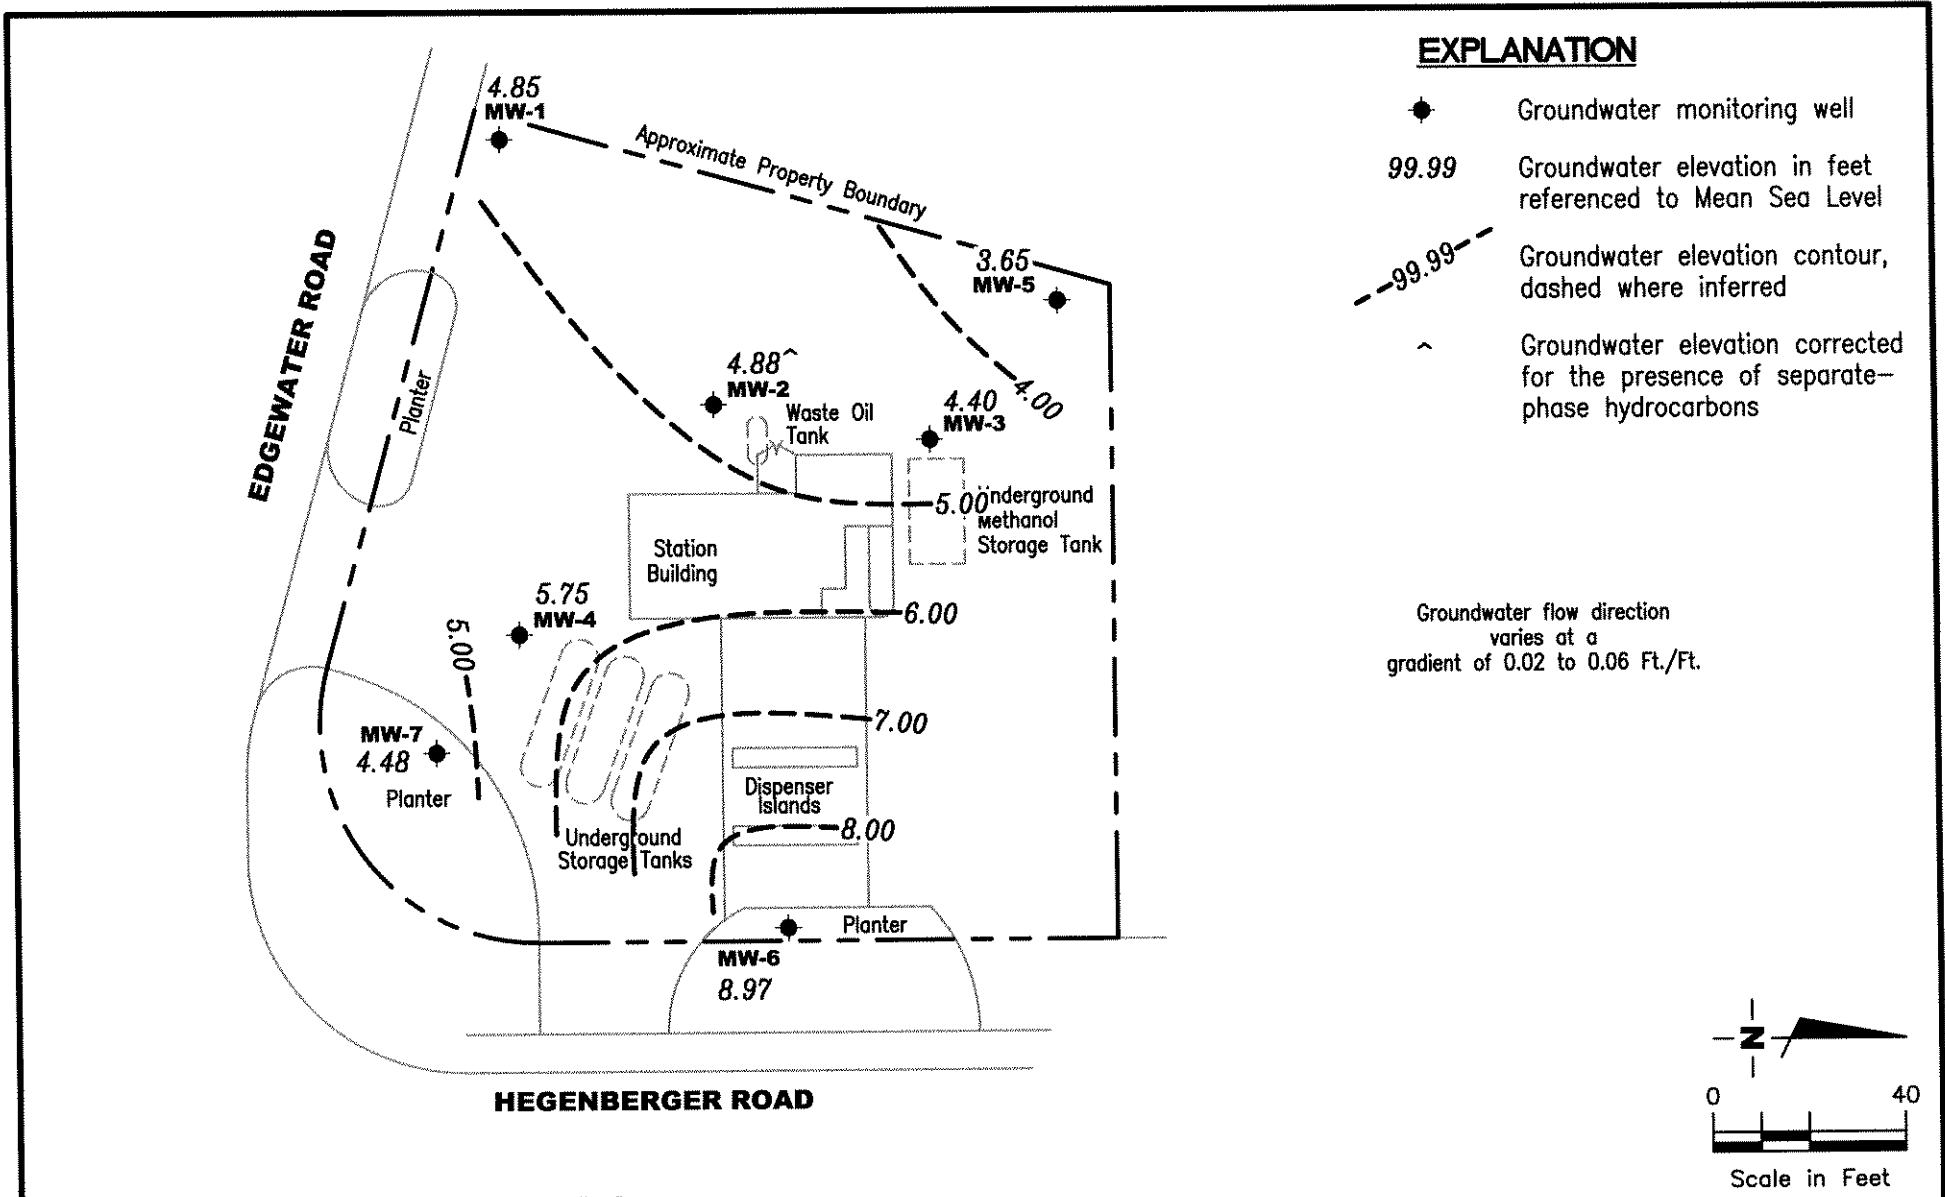 EXPLANATION
Groundwater monitoring well
99.99
Groundwater elevation in feet
referenced to Mean Sea Level
99.99
Groundwater elevation contour,
dashed where inferred
^
Groundwater elevation corrected
for the presence of separate-
phase hydrocarbons
Groundwater flow direction
varies at a
gradient of 0.02 to 0.06 Ft./Ft.
4.85
MW-1
Approximate Property Boundary
3.65
MW-5
EDGEWATER ROAD
Planter
4.88^
MW-2
Waste Oil
Tank
4.40
MW-3
4.00
5.00
Underground
Methanol
Storage Tank
Station
Building
5.75
MW-4
6.00
5.00
7.00
MW-7
4.48
Planter
Dispenser
Islands
8.00
Underground
Storage Tanks
Planter
MW-6
8.97
HEGENBERGER ROAD
N
0 40
Scale in Feet